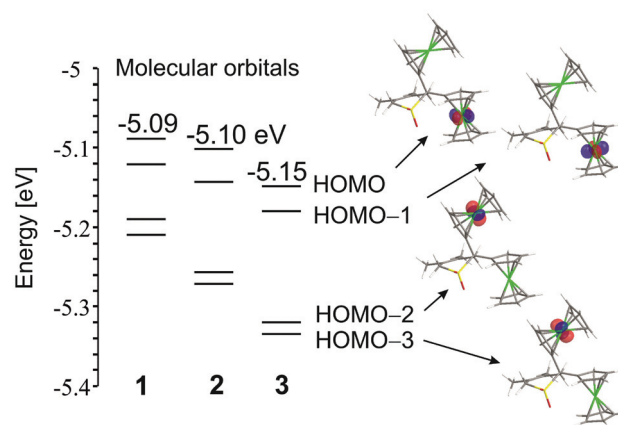 Molecular orbitals
Energy [eV]
-5
-5.1
-5.2
-5.3
-5.4
-5.09
-5.10 eV
-5.15
HOMO
HOMO–1
HOMO–2
HOMO–3
1 2 3